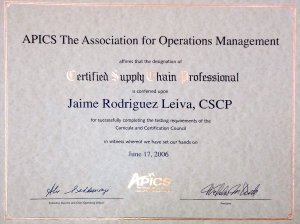 APICS The Association for Operations Management
affirms that the designation of
Certified Supply Chain Professional
is conferred upon
Jaime Rodriguez Leiva, CSCP
for successfully completing the testing requirements of the
Curricula and Certification Council
in witness whereof we have set our hands on
June 17, 2006
APICS
President